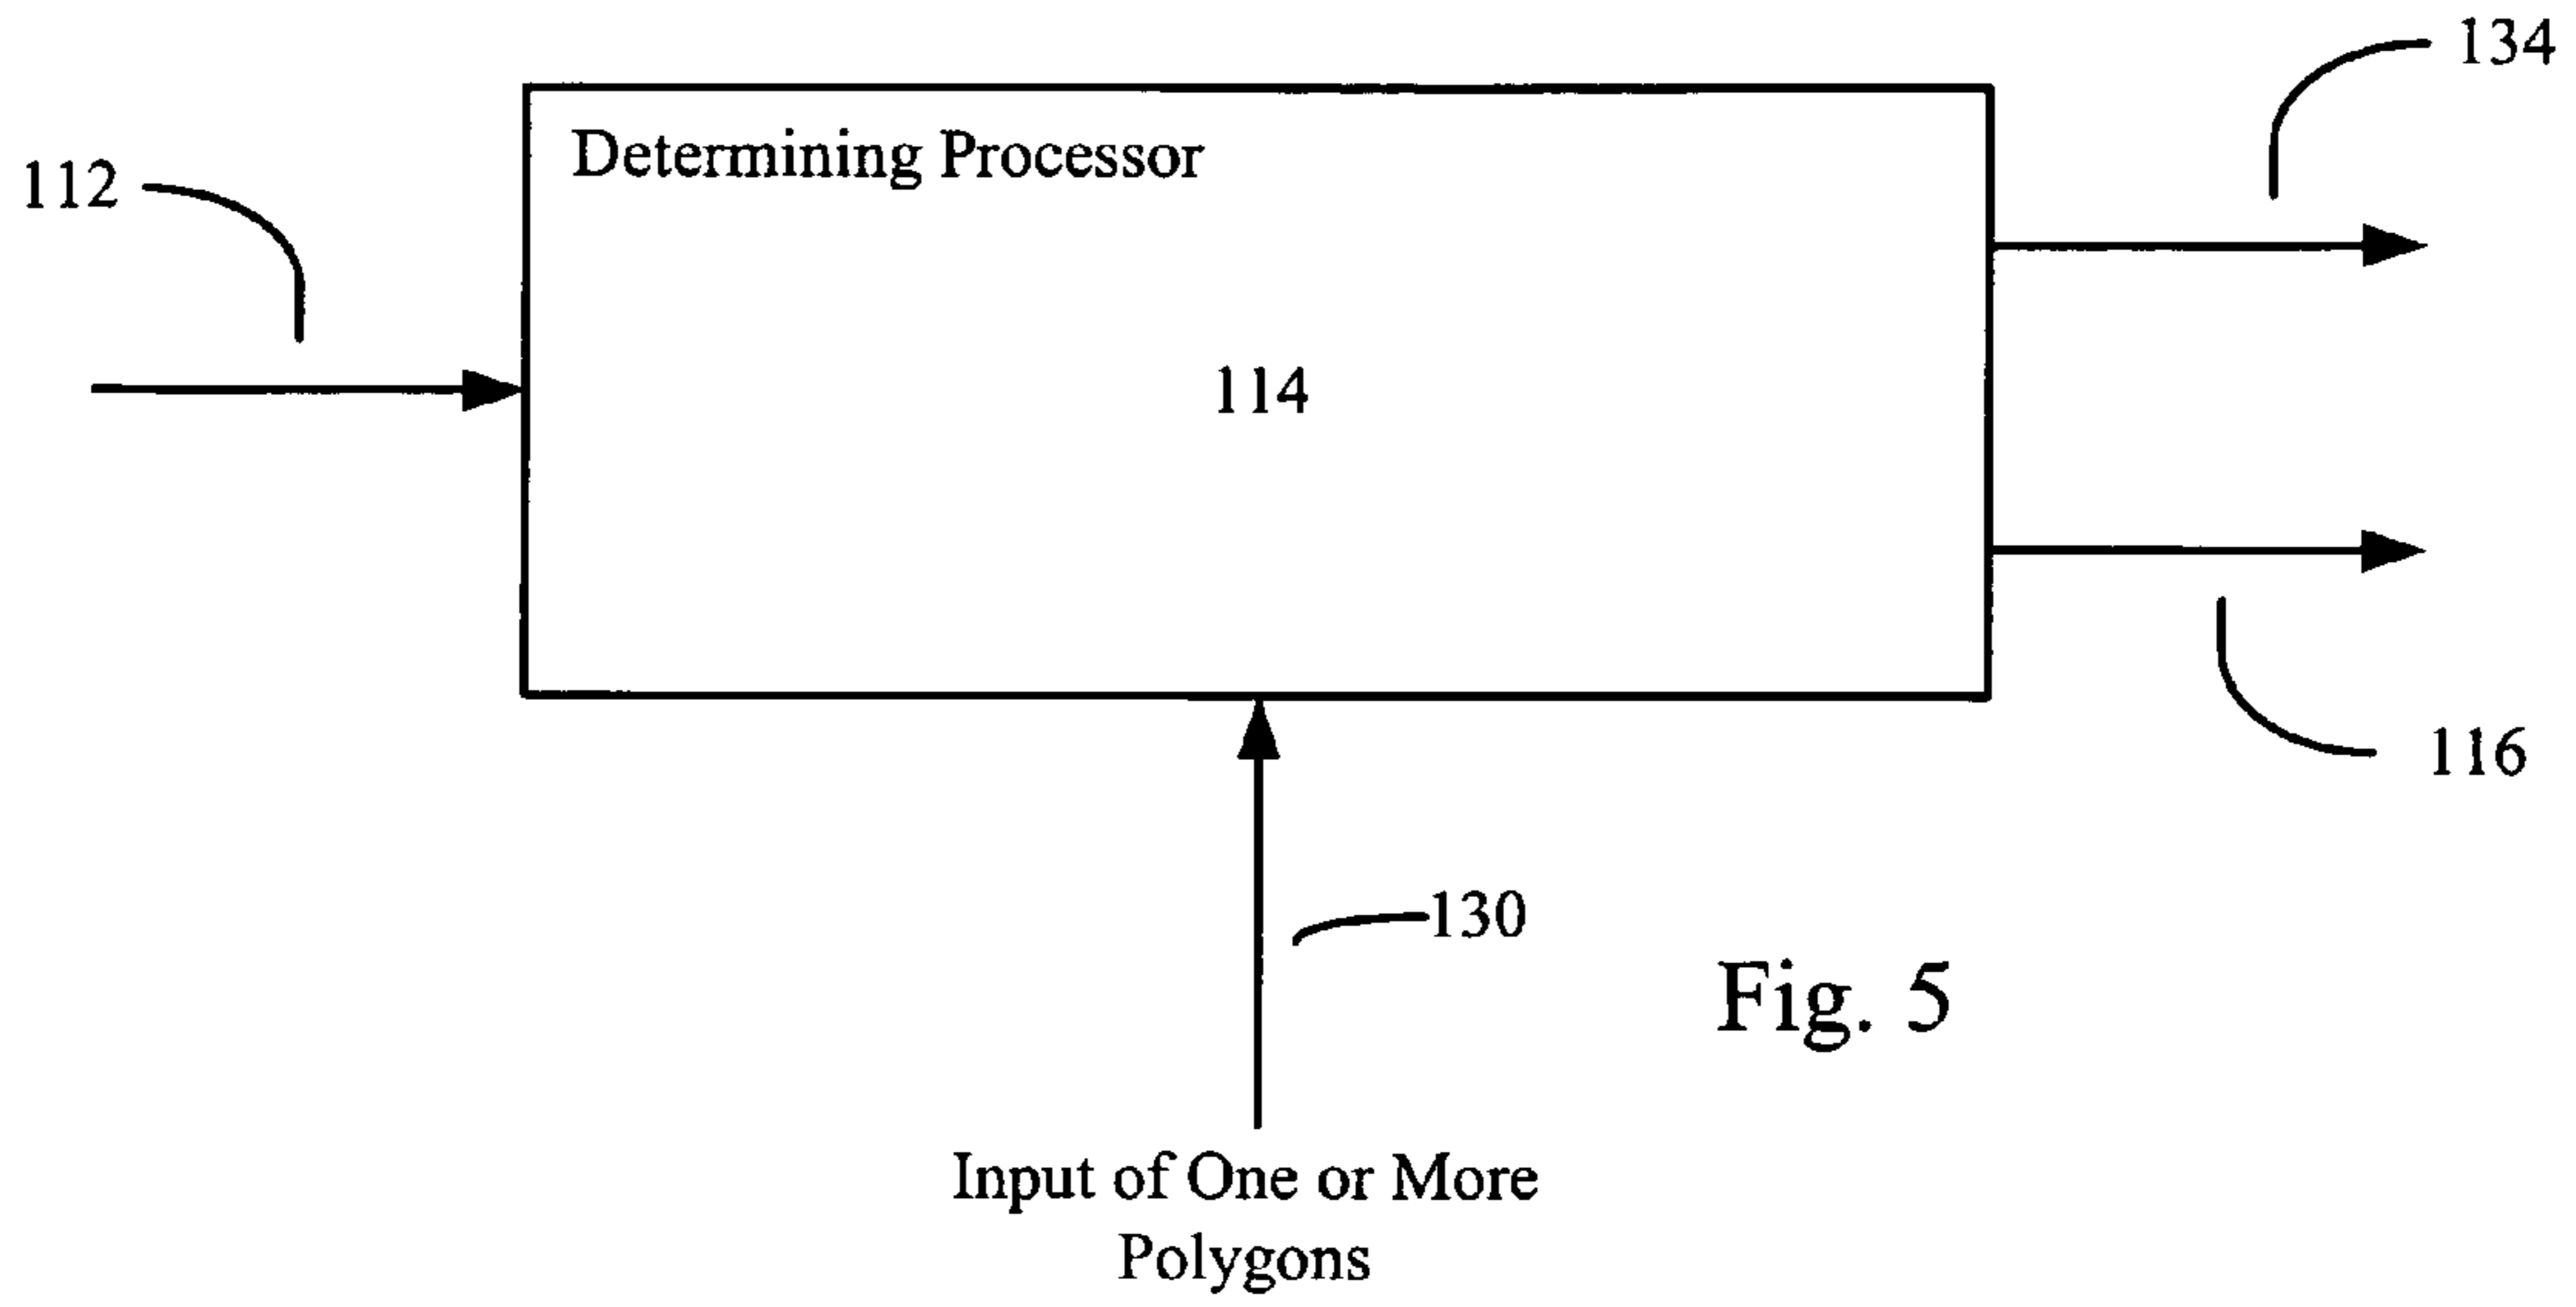 134
Determining Processor
112
114
116
130
Fig. 5
Input of One or More
Polygons